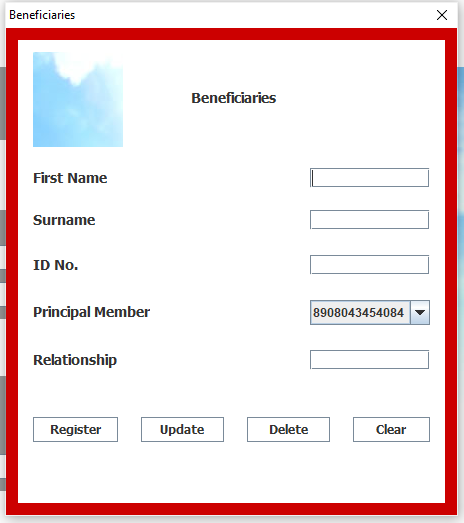 Beneficiaries
Beneficiaries
First Name
Surname
ID No.
Principal Member 8908043454084
Relationship
Register Update Delete Clear